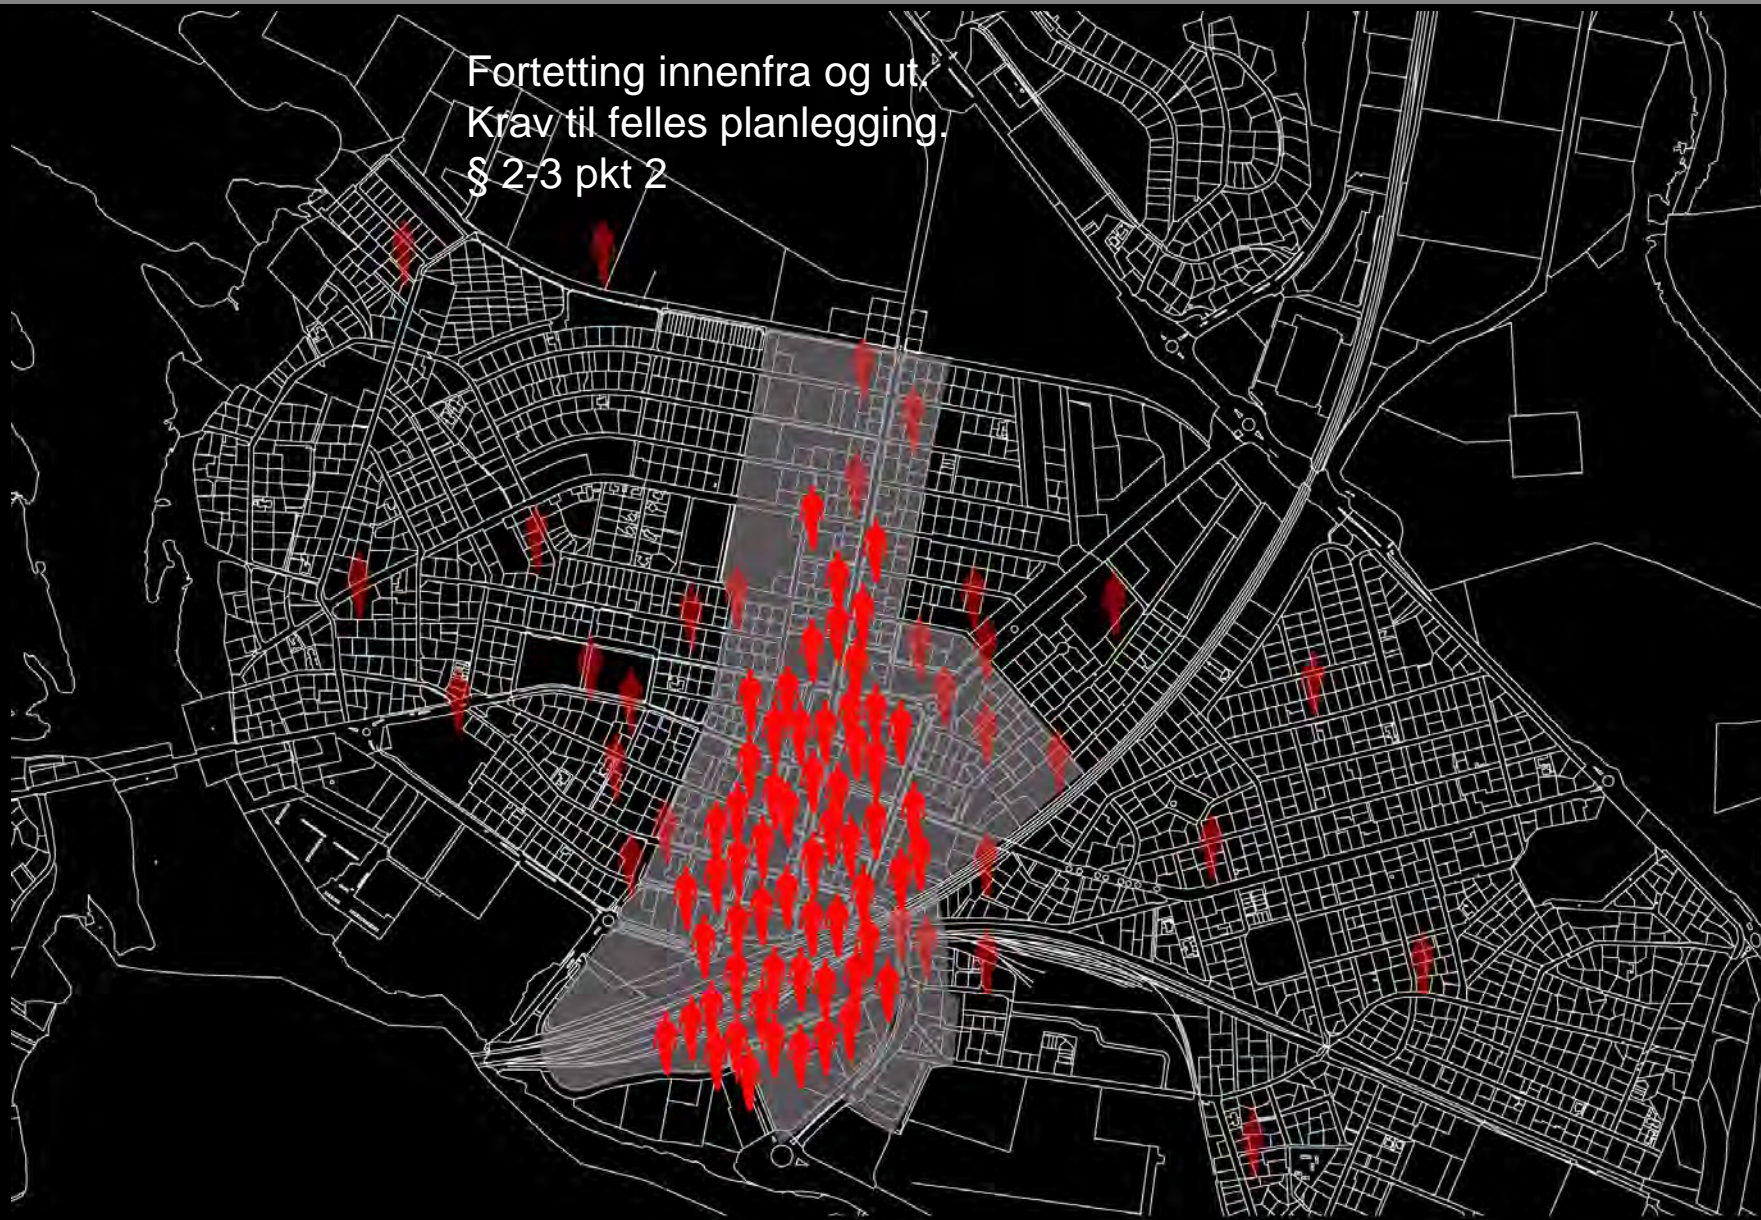 Fortetting innenfra og ut.
Krav til felles planlegging.
§ 2-3 pkt 2